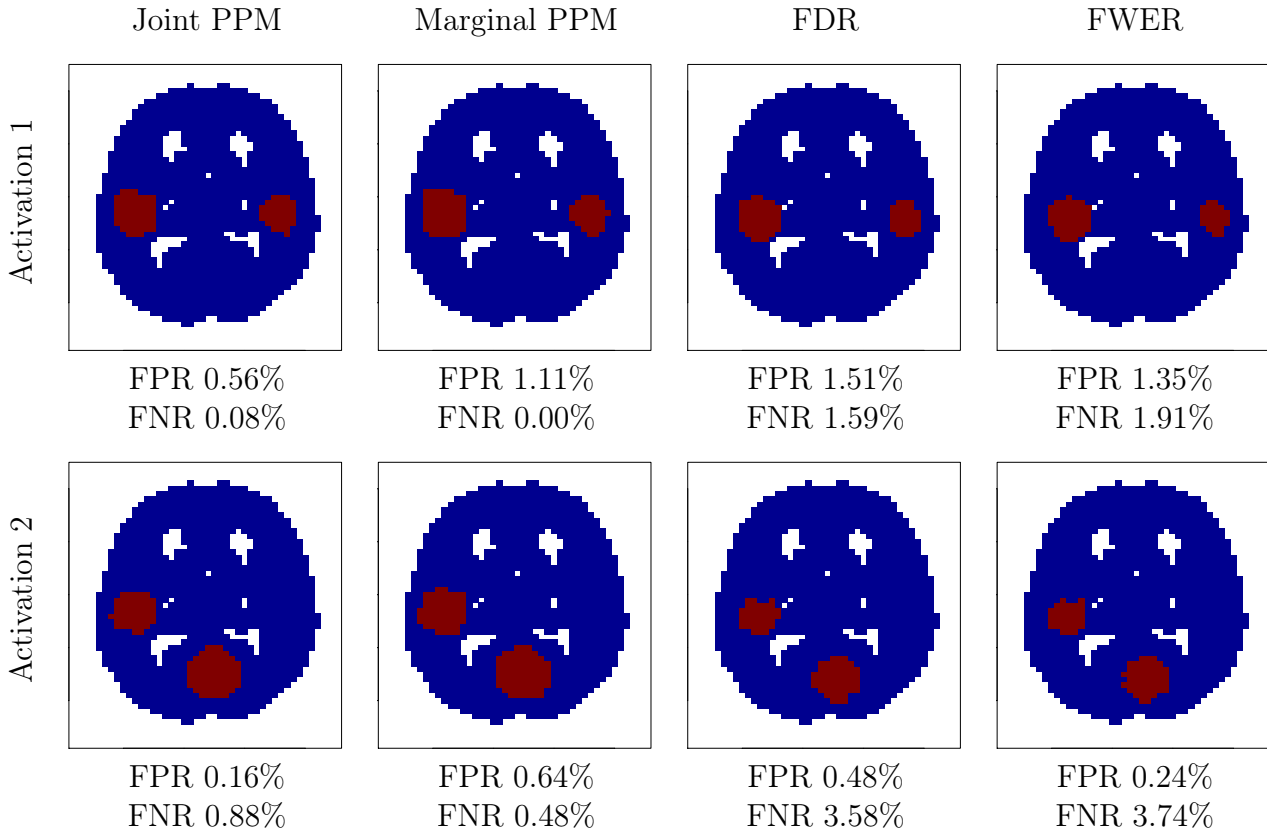 Joint PPM Marginal PPM FDR FWER
Activation 1
FPR 0.56% FPR 1.11% FPR 1.51% FPR 1.35%
FNR 0.08% FNR 0.00% FNR 1.59% FNR 1.91%
Activation 2
FPR 0.16% FPR 0.64% FPR 0.48% FPR 0.24%
FNR 0.88% FNR 0.48% FNR 3.58% FNR 3.74%